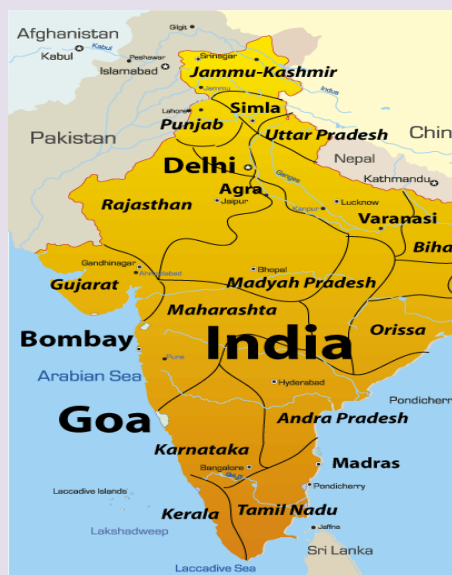 Gilgit
Afghanistan
Kabul
Kabul
Peshawar
Srinagar
Islamabad
Jammu-Kashmir
Jammu
Indus
Lahore
Simla
Punjab
Uttar Pradesh
Chin
Pakistan
Nepal
Delhi
Ganges
Kathmandu
Agra
Rajasthan
Jaipur
Lucknow
Kanpur
Varanasi
Biha
Gandhinagar
Ahmadabad
Bhopal
Gujarat
Madyah Pradesh
Maharashta
Orissa
Bombay
India
Pune
Arabian Sea
Hyderabad
Pondicherry
Goa
Andra Pradesh
Karnataka
Bangalore
Madras
Pondicherry
Laccadive Islands
Kerala
Tamil Nadu
Lakshadweep
Jaffna
Sri Lanka
Laccadive Sea